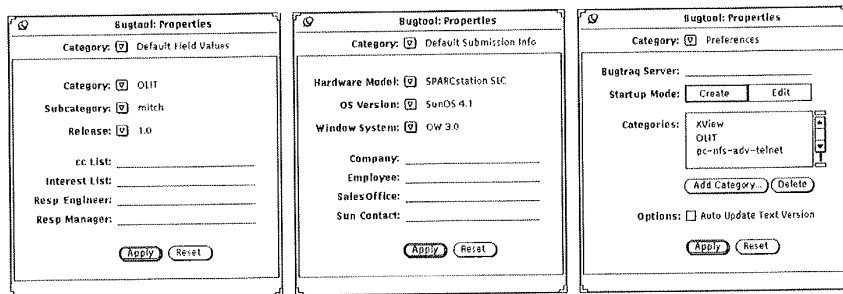 Bugtool: Properties
Category: Default Field Values
Category: OLIT
Subcategory: mitch
Release: 1.0
cc List:
Interest List:
Resp Engineer:
Resp Manager:
Apply Reset
Bugtool: Properties
Category: Default Submission Info
Hardware Model: SPARCstation SLC
OS Version: SunOS 4.1
Window System: OW 3.0
Company:
Employee:
SalesOffice:
Sun Contact:
Apply Reset
Bugtool: Properties
Category: Preferences
Bugtraq Server:
Startup Mode: Create Edit
Categories: XView
OLIT
pc-nfs-adv-telnet
Add Category... Delete
Options: Auto Update Text Version
Apply Reset